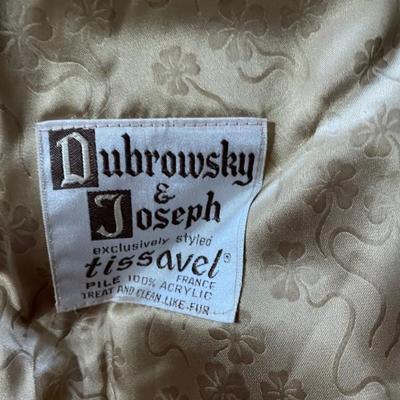 Dubrowsky
&
Joseph
exclusively styled
tissavel®
FRANCE
PILE 100% ACRYLIC
TREAT AND CLEAN LIKE FUR